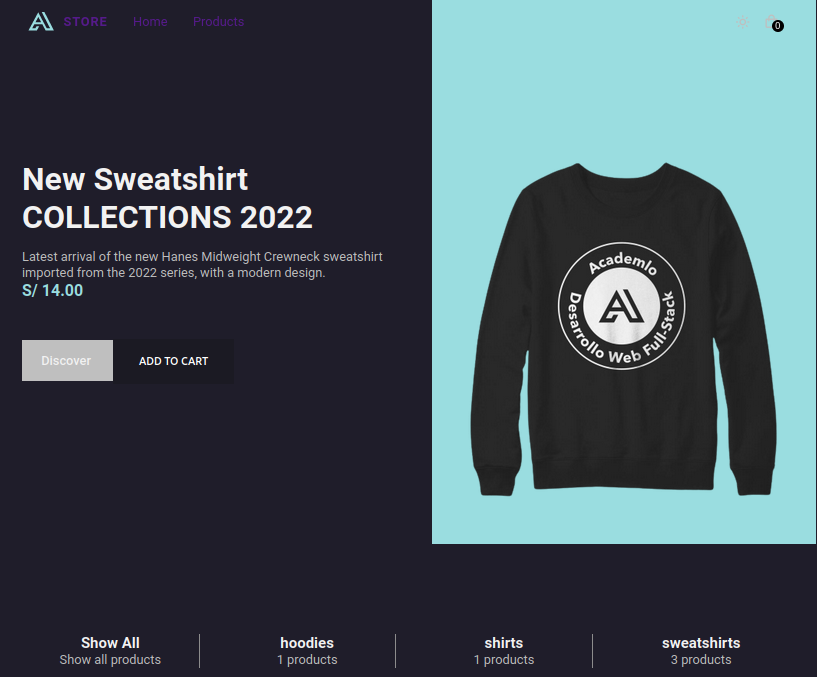 STORE Home Products 0
New Sweatshirt
COLLECTIONS 2022
Latest arrival of the new Hanes Midweight Crewneck sweatshirt
imported from the 2022 series, with a modern design.
S/ 14.00
Discover ADD TO CART
Academlo
Desarrollo Web Full-Stack
Show All hoodies shirts sweatshirts
Show all products 1 products 1 products 3 products